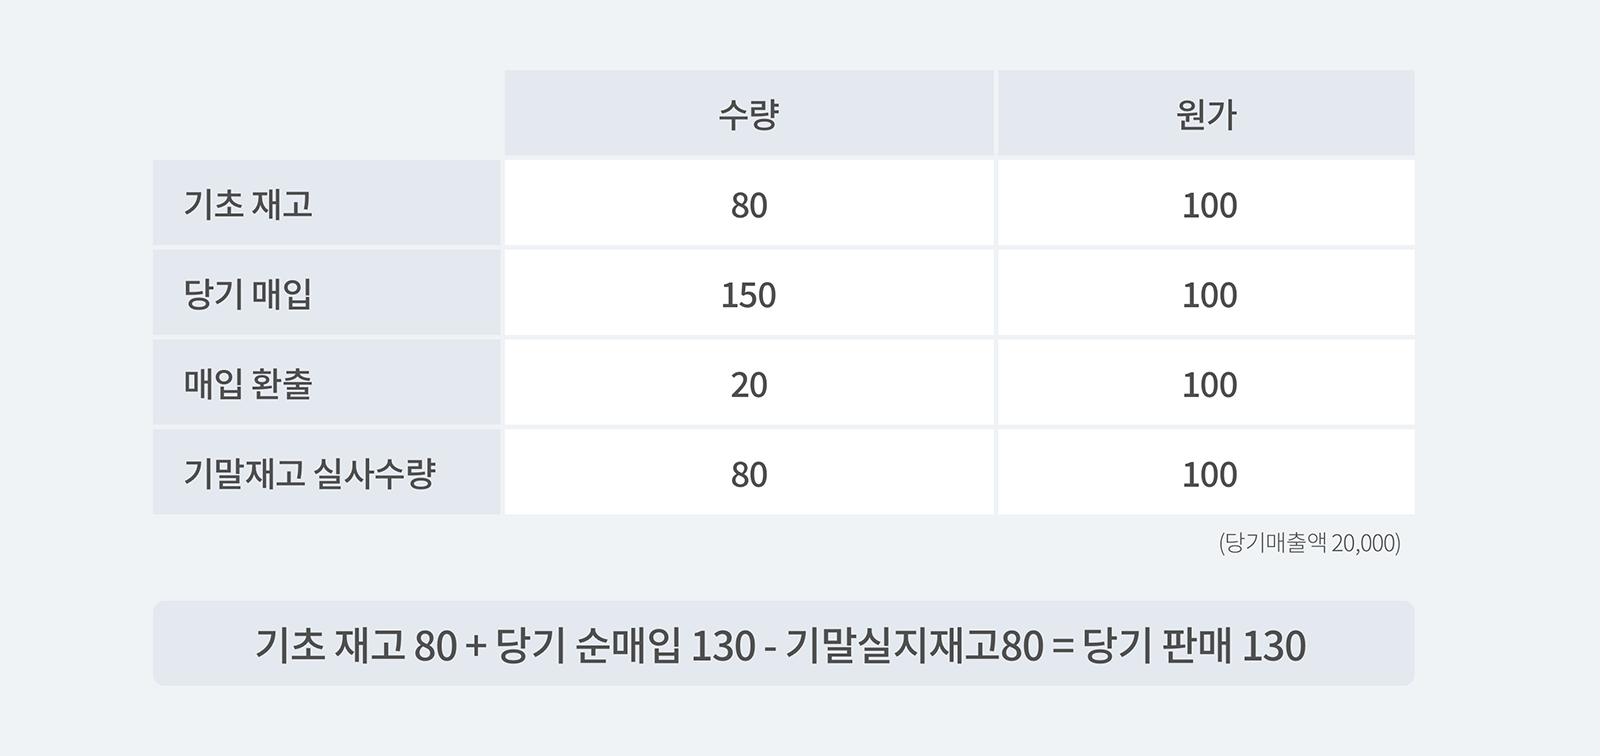 수량 원가
기초 재고 80 100
당기 매입 150 100
매입 환출 20 100
기말재고 실사수량 80 100
(당기매출액 20,000)
기초 재고 80 + 당기 순매입 130 - 기말실지재고80 = 당기 판매 130